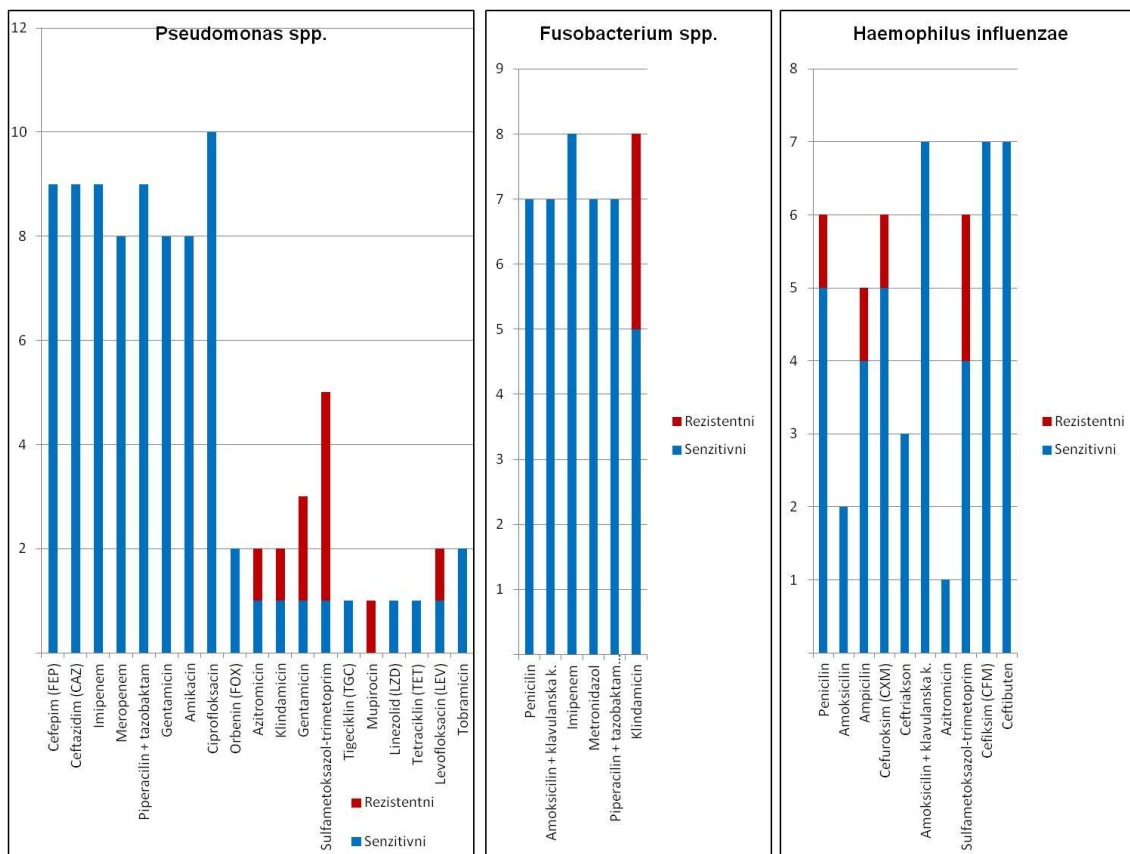 Pseudomonas spp.
12
10
8
6
4
2
Cefepim (FEP)
Ceftazidim (CAZ)
Imipenem
Meropenem
Piperacilin + tazobaktam
Gentamicin
Amikacin
Ciprofloksacin
Orbenin (FOX)
Azitromicin
Klindamicin
Gentamicin
Sulfametoksazol-trimetoprim
Tigeciklin (TGC)
Mupirocin
Linezolid (LZD)
Tetraciklin (TET)
Levofloksacin (LEV)
Tobramicin
Rezistentni
Senzitivni
Fusobacterium spp.
9
8
7
6
5
4
3
2
1
Penicilin
Amoksicilin + klavulanska k.
Imipenem
Metronidazol
Piperacilin + tazobaktam...
Klindamicin
Rezistentni
Senzitivni
Haemophilus influenzae
8
7
6
5
4
3
2
1
Penicilin
Amoksicilin
Ampicilin
Cefuroksim (CXM)
Ceftriakson
Amoksicilin + klavulanska k.
Azitromicin
Sulfametoksazol-trimetoprim
Cefiksim (CFM)
Ceftibuten
Rezistentni
Senzitivni